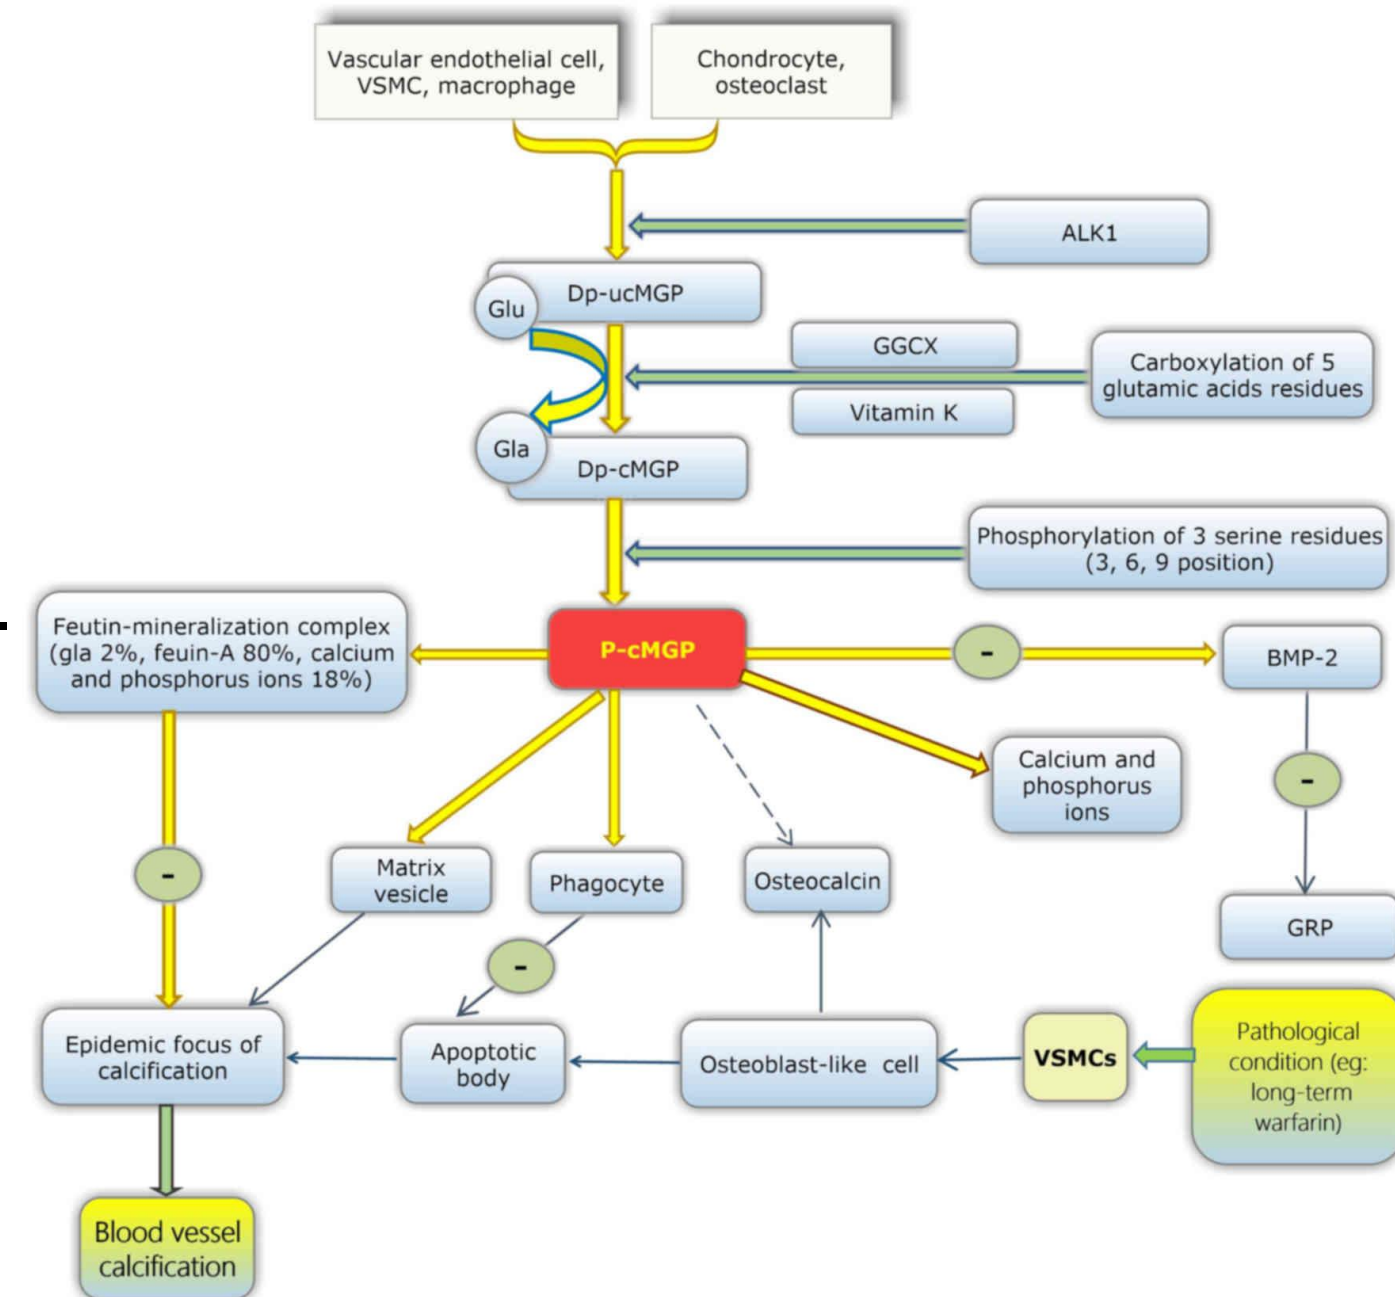 Vascular endothelial cell,
VSMC, macrophage
Chondrocyte,
osteoclast
ALK1
Dp-ucMGP
Glu
GGCX
Carboxylation of 5
glutamic acids residues
Vitamin K
Gla
Dp-cMGP
Phosphorylation of 3 serine residues
(3, 6, 9 position)
Feutin-mineralization complex
(gla 2%, feuin-A 80%, calcium
and phosphorus ions 18%)
P-cMGP
-
BMP-2
Calcium and
phosphorus
ions
-
-
Matrix
vesicle
Phagocyte
Osteocalcin
GRP
-
Epidemic focus of
calcification
Apoptotic
body
Osteoblast-like cell
VSMCs
Pathological
condition (eg:
long-term
warfarin)
Blood vessel
calcification